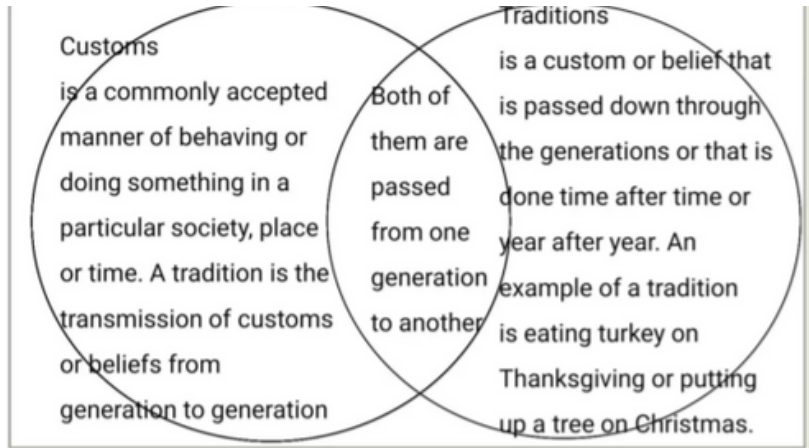 Customs
is a commonly accepted
manner of behaving or
doing something in a
particular society, place
or time. A tradition is the
transmission of customs
or beliefs from
generation to generation
Both of
them are
passed
from one
generation
to another
Traditions
is a custom or belief that
is passed down through
the generations or that is
done time after time or
year after year. An
example of a tradition
is eating turkey on
Thanksgiving or putting
up a tree on Christmas.